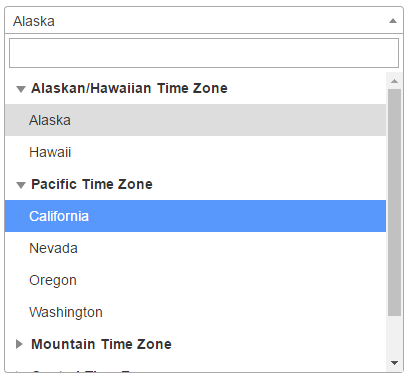 Alaska
Alaskan/Hawaiian Time Zone
Alaska
Hawaii
Pacific Time Zone
California
Nevada
Oregon
Washington
Mountain Time Zone